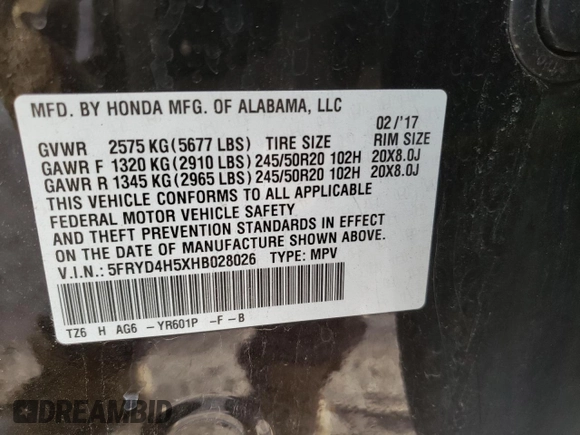 MFD. BY HONDA MFG. OF ALABAMA, LLC
02/'17
GVWR 2575 KG (5677 LBS) TIRE SIZE RIM SIZE
GAWR F 1320 KG (2910 LBS) 245/50R20 102H 20X8.0J
GAWR R 1345 KG (2965 LBS) 245/50R20 102H 20X8.0J
THIS VEHICLE CONFORMS TO ALL APPLICABLE
FEDERAL MOTOR VEHICLE SAFETY
AND THEFT PREVENTION STANDARDS IN EFFECT
ON THE DATE OF MANUFACTURE SHOWN ABOVE.
V.I.N.: 5FRYD4H5XHB028026 TYPE: MPV
TZ6 H AG6 -YR601P -F-B
DREAMBID